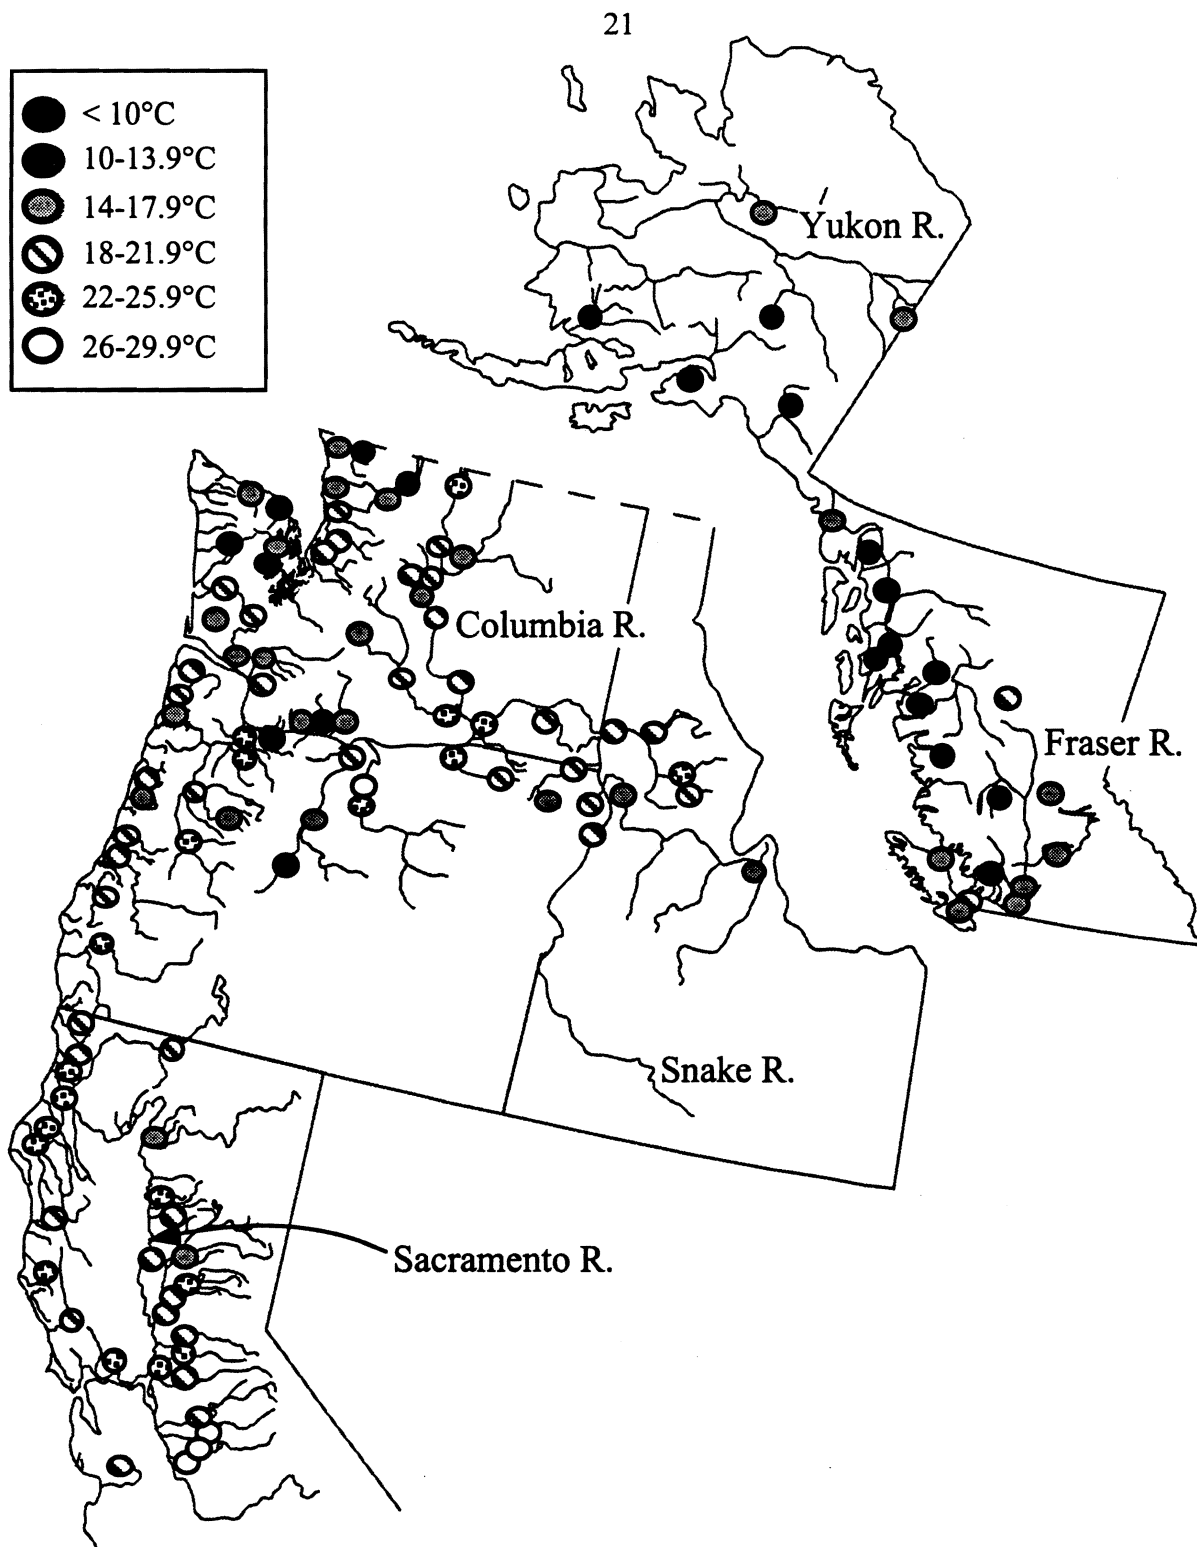 21
< 10°C
10-13.9°C
14-17.9°C
18-21.9°C
22-25.9°C
26-29.9°C
Yukon R.
Columbia R.
Fraser R.
Snake R.
Sacramento R.